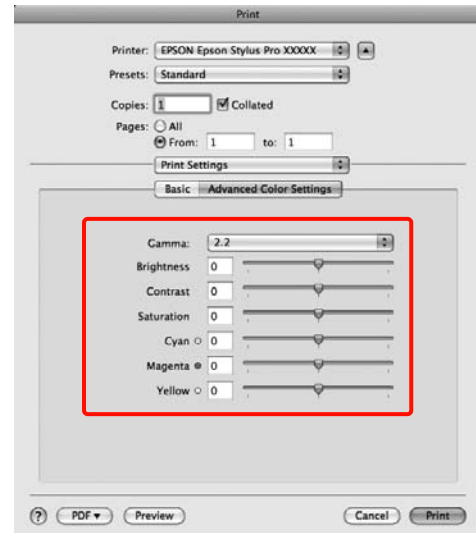 Print
Printer: EPSON Epson Stylus Pro XXXXX
Presets: Standard
Copies: 1 Collated
Pages: All
From: 1 to: 1
Print Settings
Basic Advanced Color Settings
Gamma: 2.2
Brightness 0
Contrast 0
Saturation 0
Cyan 0
Magenta 0
Yellow 0
? PDF Preview Cancel Print